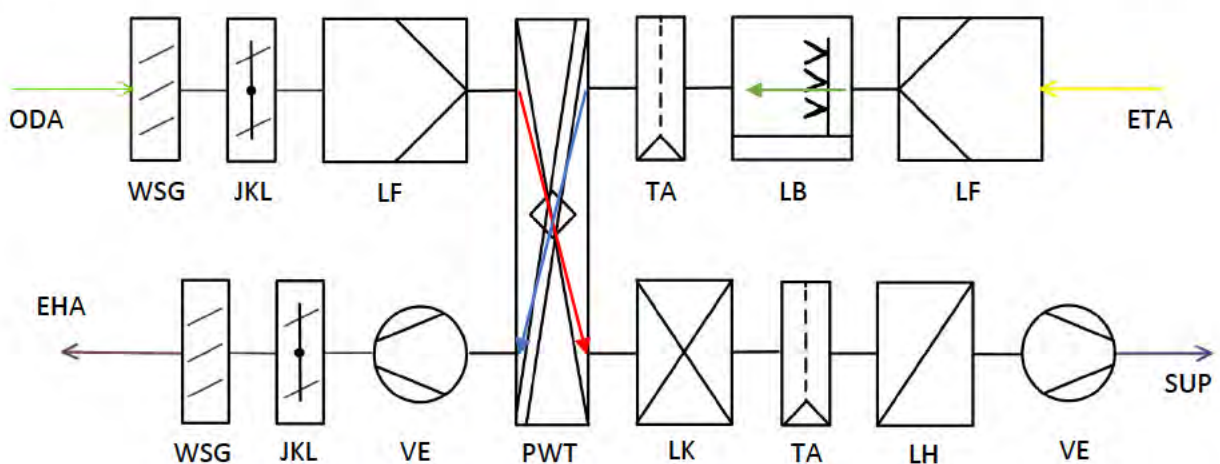 ODA
ETA
WSG JKL LF TA LB LF
EHA
SUP
WSG JKL VE PWT LK TA LH VE